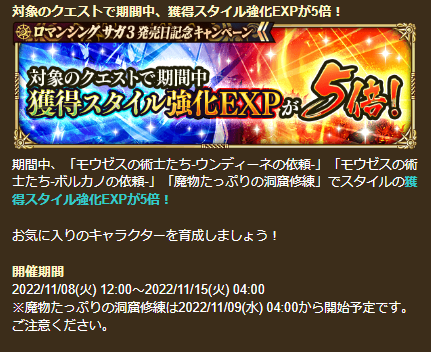 対象のクエストで期間中、獲得スタイル強化EXPが5倍！
ロマンシング サガ3 発売日記念キャンペーン
対象のクエストで期間中
獲得スタイル強化EXPが5倍！
期間中、「モウゼスの術士たち-ウンディーネの依頼-」「モウゼスの術
士たち-ボルカノの依頼-」「魔物たっぷりの洞窟修練」でスタイルの獲
得スタイル強化EXPが5倍！
お気に入りのキャラクターを育成しましょう！
開催期間
2022/11/08(火) 12:00～2022/11/15(火) 04:00
※魔物たっぷりの洞窟修練は2022/11/09(水) 04:00から開始予定です。
ご注意ください。